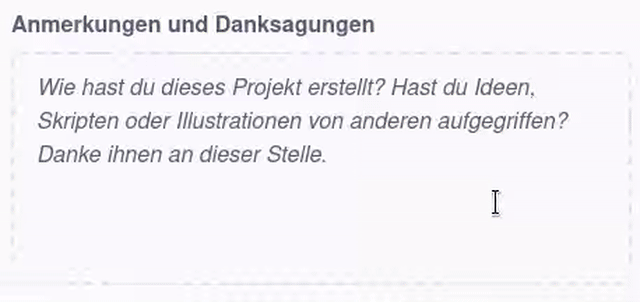 Anmerkungen und Danksagungen
Wie hast du dieses Projekt erstellt? Hast du Ideen,
Skripten oder Illustrationen von anderen aufgegriffen?
Danke ihnen an dieser Stelle.